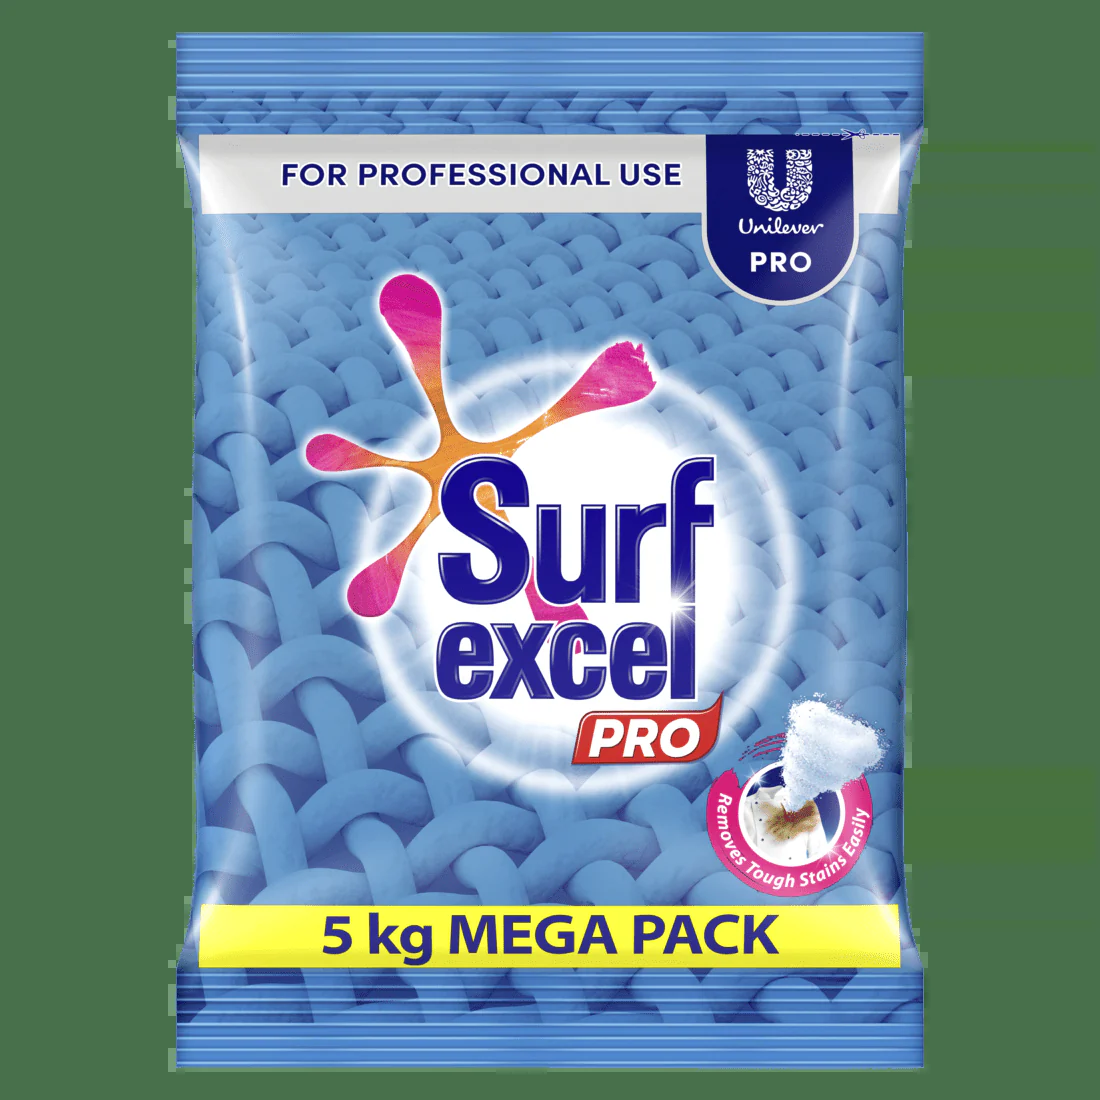 FOR PROFESSIONAL USE
Unilever
PRO
Surf
excel
PRO
Removes Tough Stains Easily
5 kg MEGA PACK